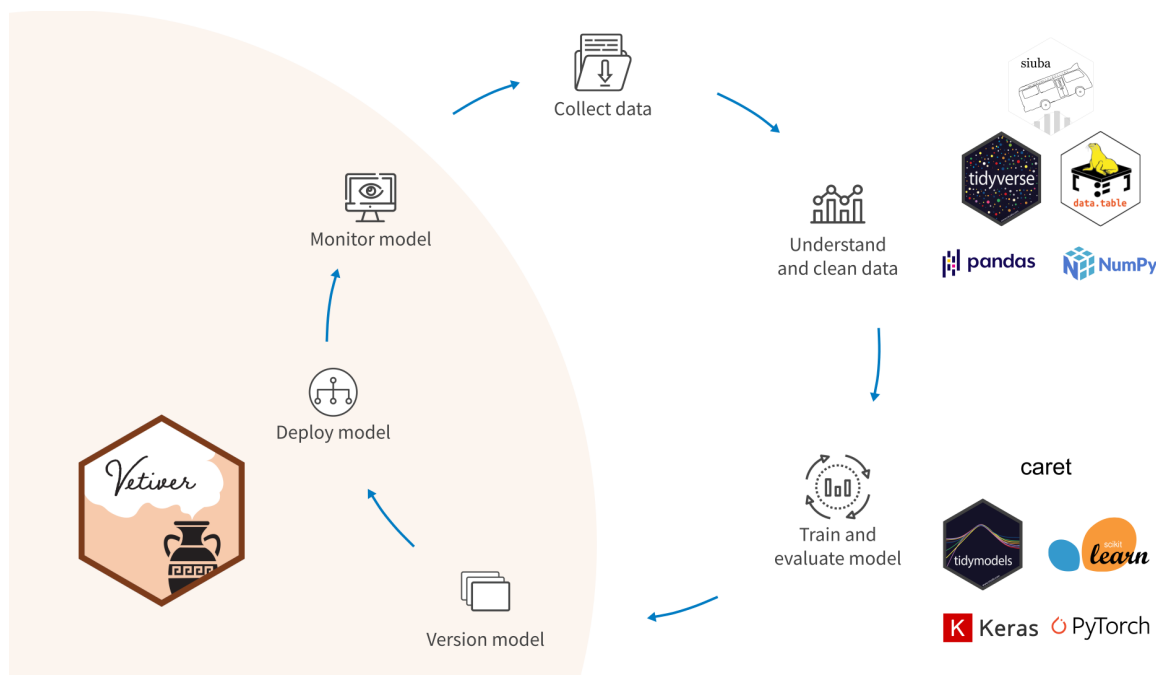 Collect data
siuba
tidyverse
data.table
Monitor model
Understand
and clean data
pandas
NumPy
Deploy model
Vetiver
caret
Train and
evaluate model
tidymodels
scikit
learn
Version model
K Keras
PyTorch